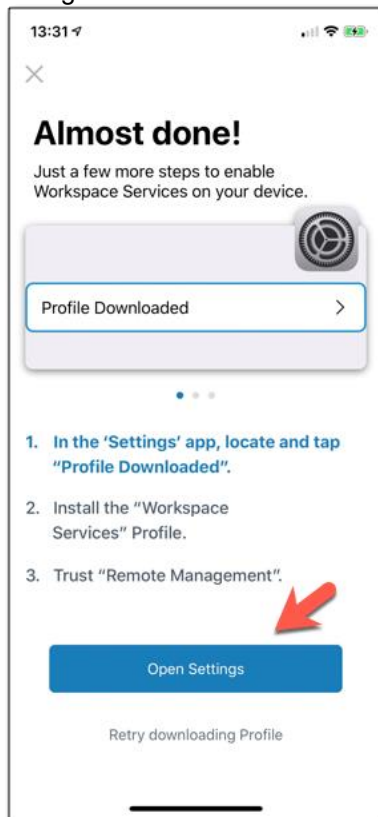 13:31
Almost done!
Just a few more steps to enable
Workspace Services on your device.
Profile Downloaded
1. In the ‘Settings’ app, locate and tap
“Profile Downloaded”.
2. Install the “Workspace
Services” Profile.
3. Trust “Remote Management”.
Open Settings
Retry downloading Profile